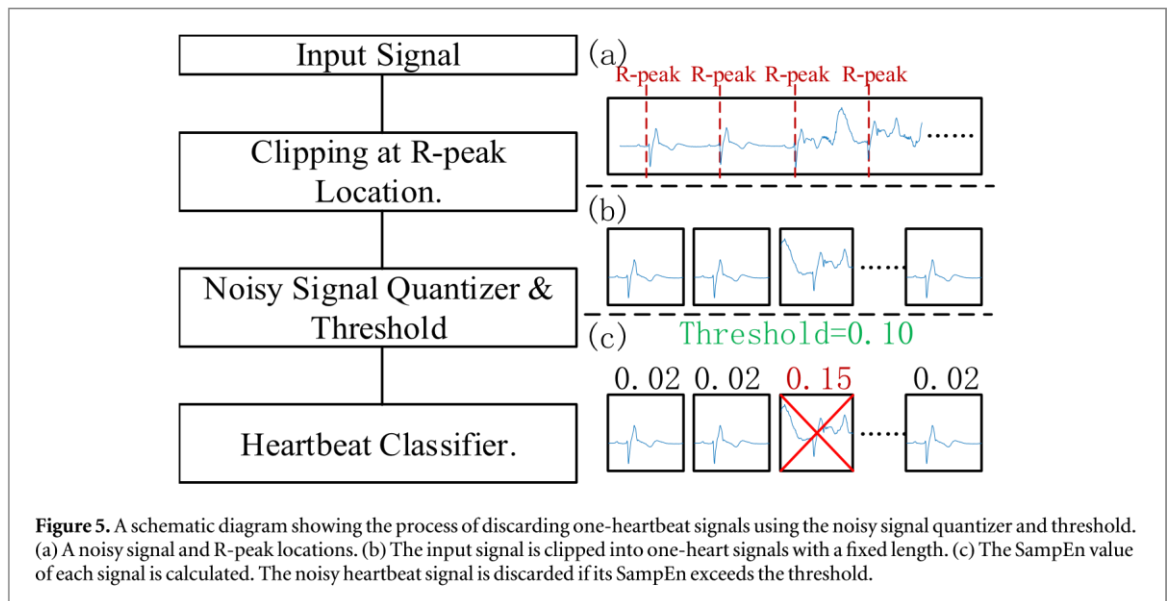 Input Signal
Clipping at R-peak
Location.
Noisy Signal Quantizer &
Threshold
Heartbeat Classifier.
(a)
R-peak R-peak R-peak R-peak
......
(b)
......
(c)
Threshold=0.10
0.02 0.02 0.15 0.02
......
Figure 5. A schematic diagram showing the process of discarding one-heartbeat signals using the noisy signal quantizer and threshold.
(a) A noisy signal and R-peak locations. (b) The input signal is clipped into one-heart signals with a fixed length. (c) The SampEn value
of each signal is calculated. The noisy heartbeat signal is discarded if its SampEn exceeds the threshold.